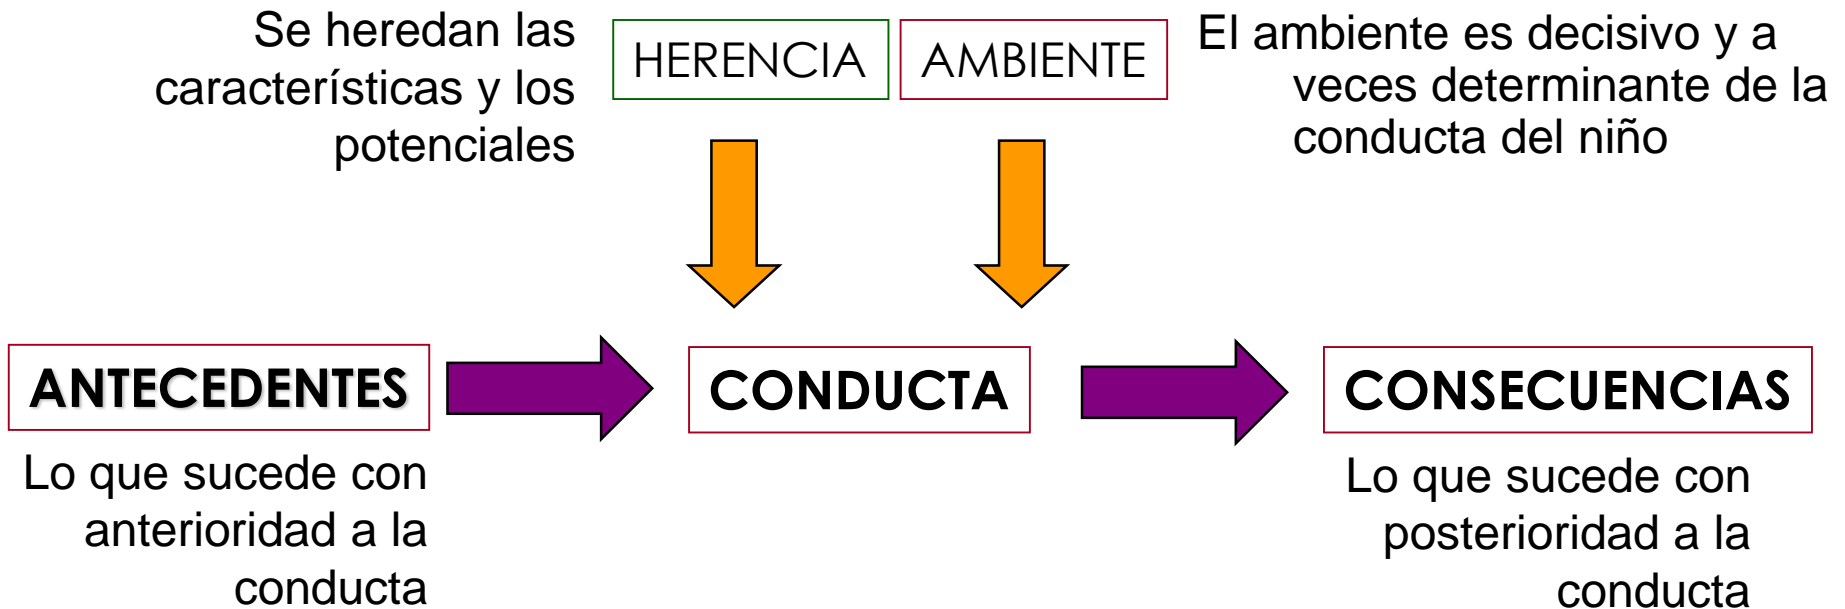 Se heredan las
características y los
potenciales
HERENCIA
AMBIENTE
El ambiente es decisivo y a
veces determinante de la
conducta del niño
ANTECEDENTES
CONDUCTA
CONSECUENCIAS
Lo que sucede con
anterioridad a la
conducta
Lo que sucede con
posterioridad a la
conducta